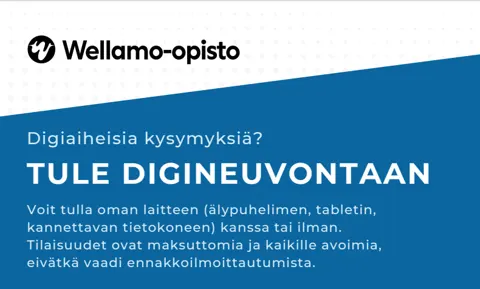 Wellamo-opisto
Digiaiheisia kysymyksiä?
TULE DIGINEUVONTAAN
Voit tulla oman laitteen (älypuhelimen, tabletin,
kannettavan tietokoneen) kanssa tai ilman.
Tilaisuudet ovat maksuttomia ja kaikille avoimia,
eivätkä vaadi ennakkoilmoittautumista.